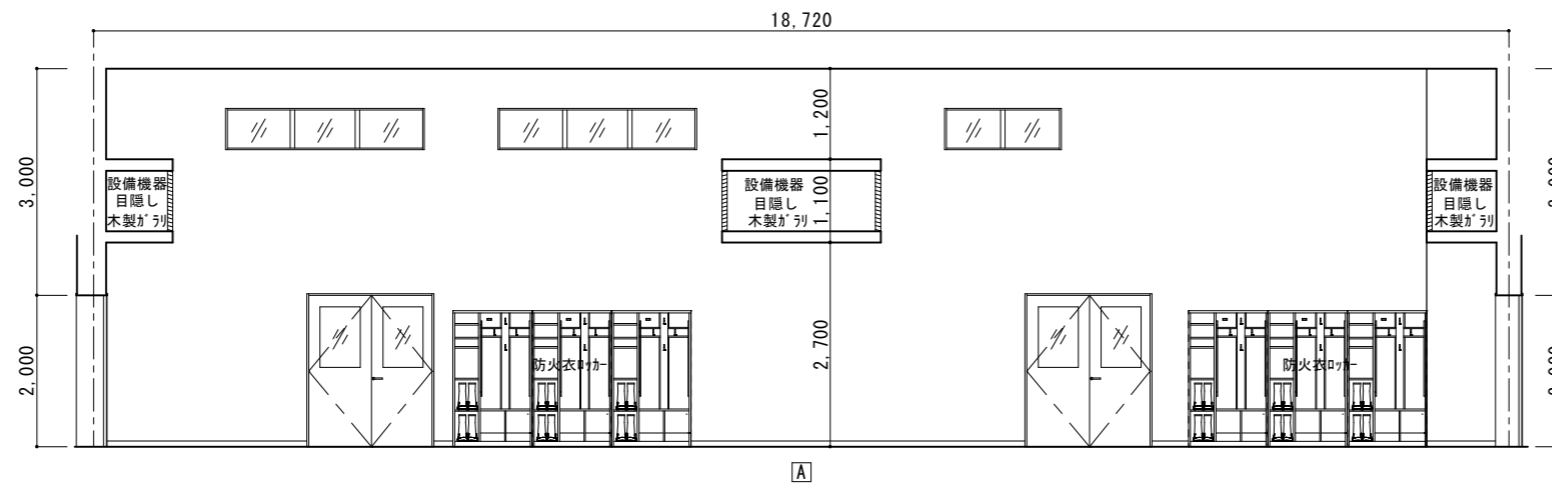 18,720
3,000
2,000
1,200
1,100
2,700
設備機器
目隠し
木製ｶﾞﾗﾘ
設備機器
目隠し
木製ｶﾞﾗﾘ
設備機器
目隠し
木製ｶﾞﾗﾘ
防火衣ﾛｯｶｰ
防火衣ﾛｯｶｰ
A